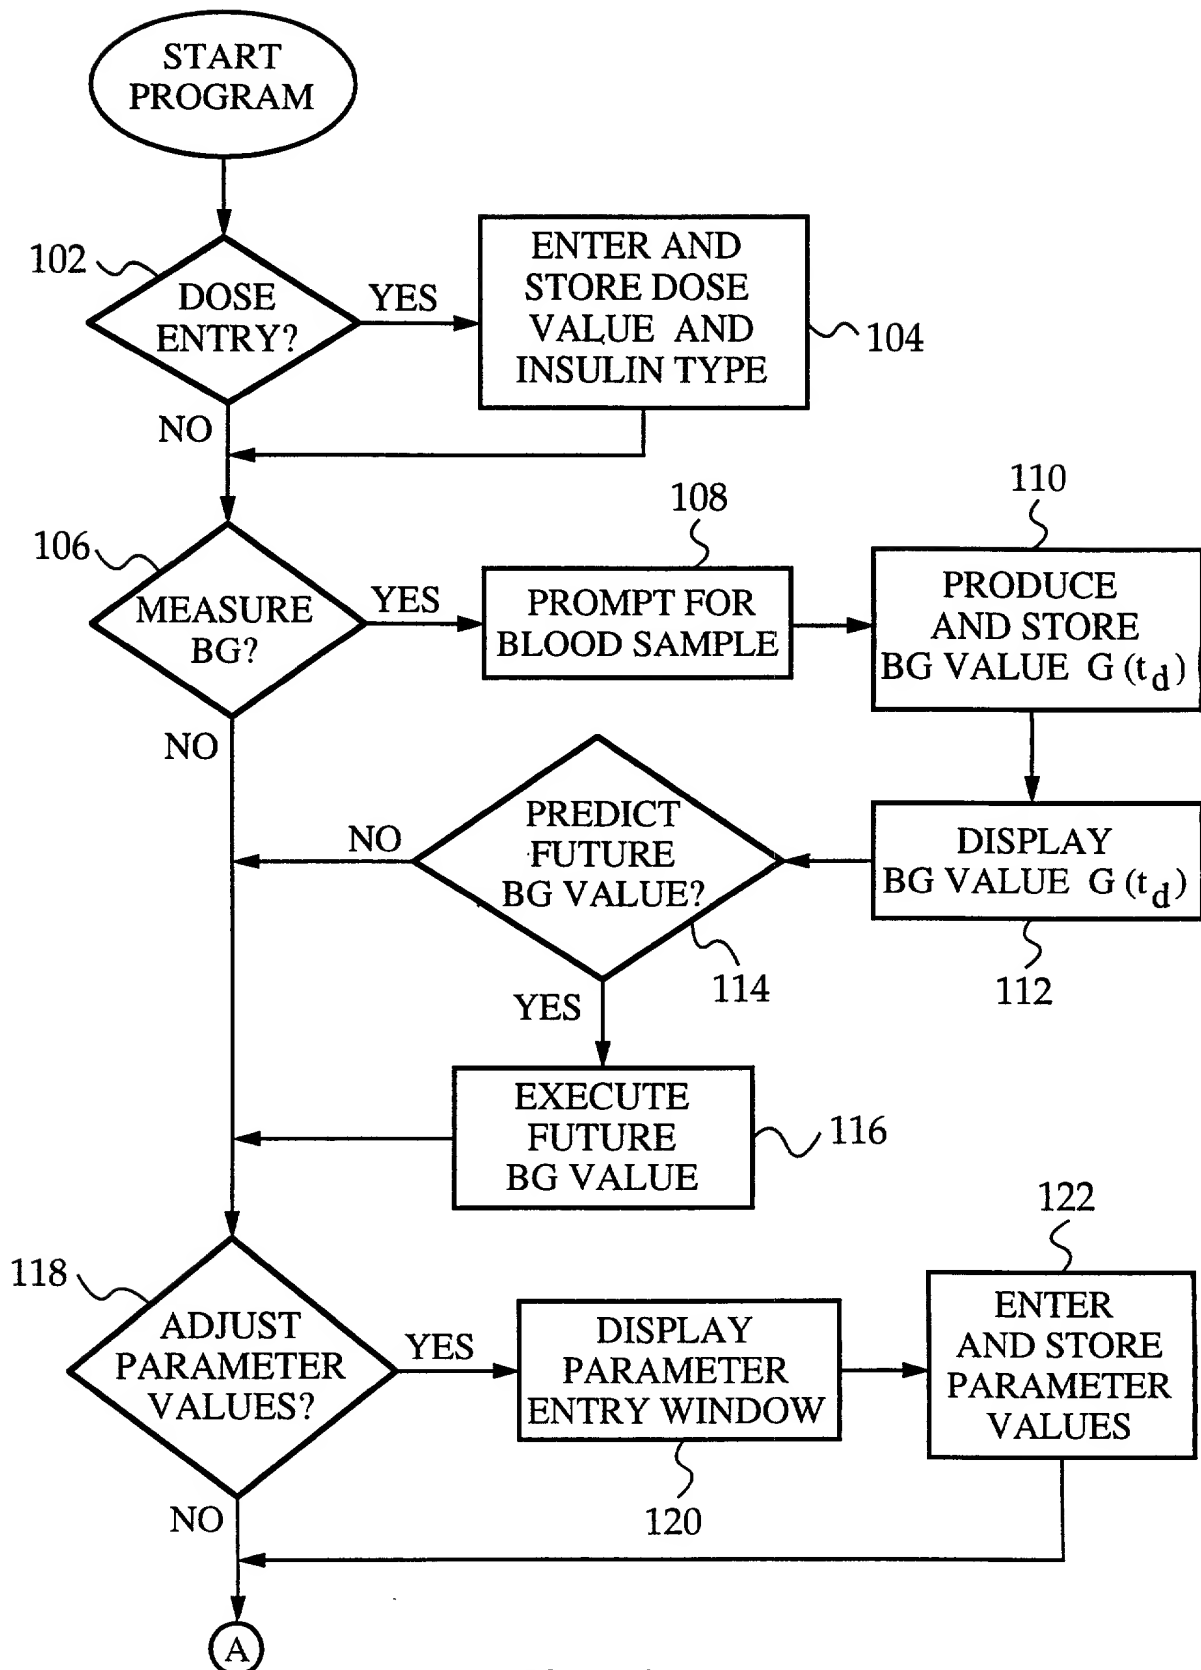 START
PROGRAM
102
DOSE
ENTRY?
YES
ENTER AND
STORE DOSE
VALUE AND
INSULIN TYPE
104
NO
106
MEASURE
BG?
YES
108
PROMPT FOR
BLOOD SAMPLE
110
PRODUCE
AND STORE
BG VALUE G (t_d)
NO
DISPLAY
BG VALUE G (t_d)
112
PREDICT
FUTURE
BG VALUE?
114
NO
YES
EXECUTE
FUTURE
BG VALUE
116
118
ADJUST
PARAMETER
VALUES?
YES
DISPLAY
PARAMETER
ENTRY WINDOW
120
122
ENTER
AND STORE
PARAMETER
VALUES
NO
A